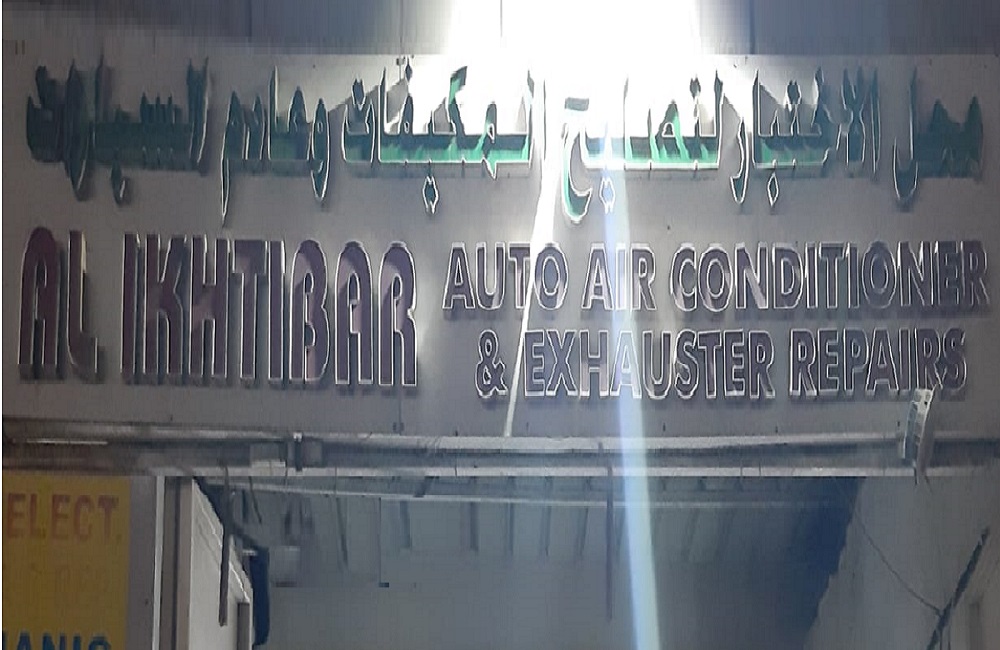 محل الاختبار لتصليح المكيفات وعادم السيارات
AL IKHTIBAR
AUTO AIR CONDITIONER
& EXHAUSTER REPAIRS
ELECT.